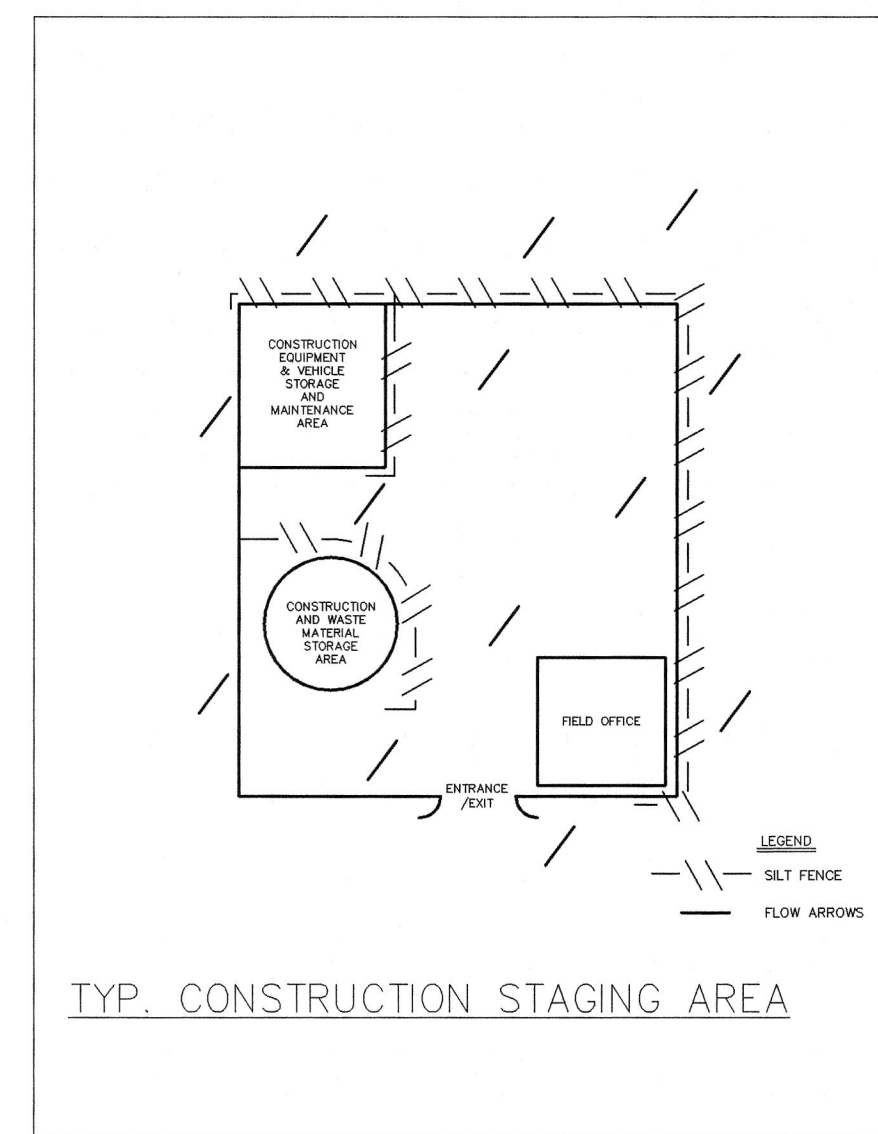 CONSTRUCTION
EQUIPMENT
& VEHICLE
STORAGE
AND
MAINTENANCE
AREA
CONSTRUCTION
AND WASTE
MATERIAL
STORAGE
AREA
FIELD OFFICE
ENTRANCE
/EXIT
LEGEND
SILT FENCE
FLOW ARROWS
TYP. CONSTRUCTION STAGING AREA